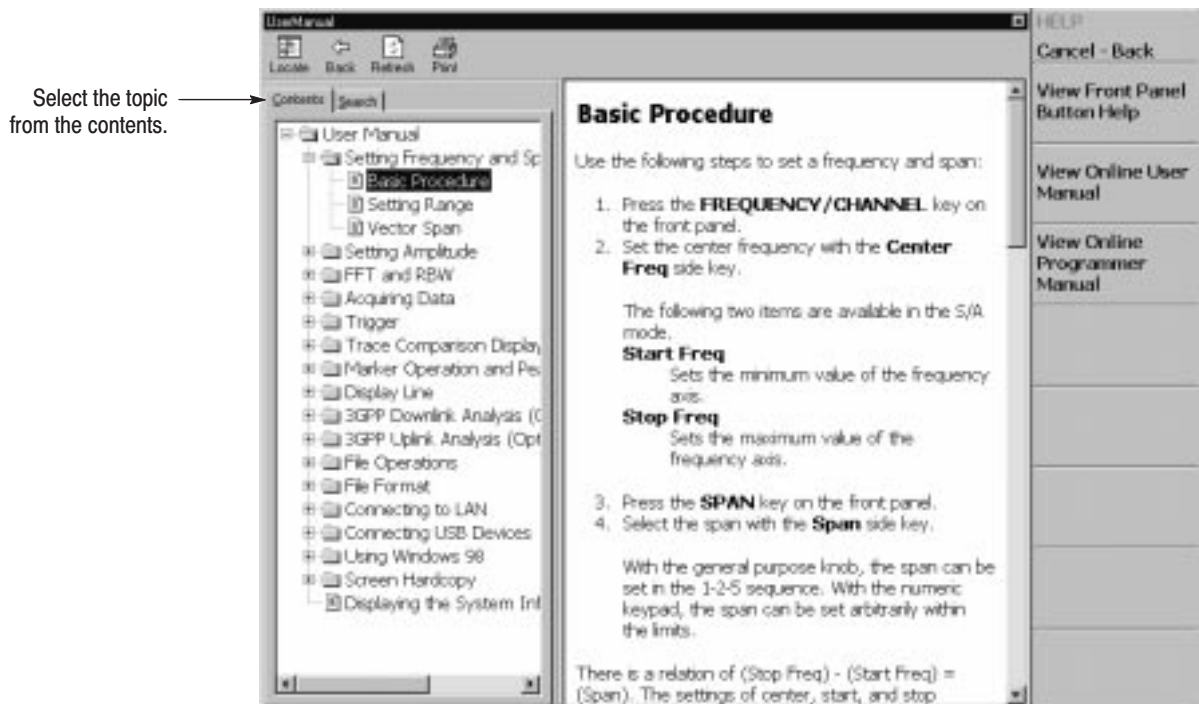 Select the topic
from the contents.
UserManual
Locate Back Refresh Print
Contents Search
User Manual
Setting Frequency and Sp
Basic Procedure
Setting Range
Vector Span
Setting Amplitude
FFT and RBW
Acquiring Data
Trigger
Trace Comparison Display
Marker Operation and Pea
Display Line
3GPP Downlink Analysis (O
3GPP Uplink Analysis (Opt
File Operations
File Format
Connecting to LAN
Connecting USB Devices
Using Windows 98
Screen Hardcopy
Displaying the System Inf
Basic Procedure
Use the following steps to set a frequency and span:
1. Press the FREQUENCY/CHANNEL key on
the front panel.
2. Set the center frequency with the Center
Freq side key.
The following two items are available in the S/A
mode.
Start Freq
Sets the minimum value of the frequency
axis.
Stop Freq
Sets the maximum value of the
frequency axis.
3. Press the SPAN key on the front panel.
4. Select the span with the Span side key.
With the general purpose knob, the span can be
set in the 1-2-5 sequence. With the numeric
keypad, the span can be set arbitrarily within
the limits.
There is a relation of (Stop Freq) - (Start Freq) =
(Span). The settings of center, start, and stop
HELP
Cancel - Back
View Front Panel
Button Help
View Online User
Manual
View Online
Programmer
Manual